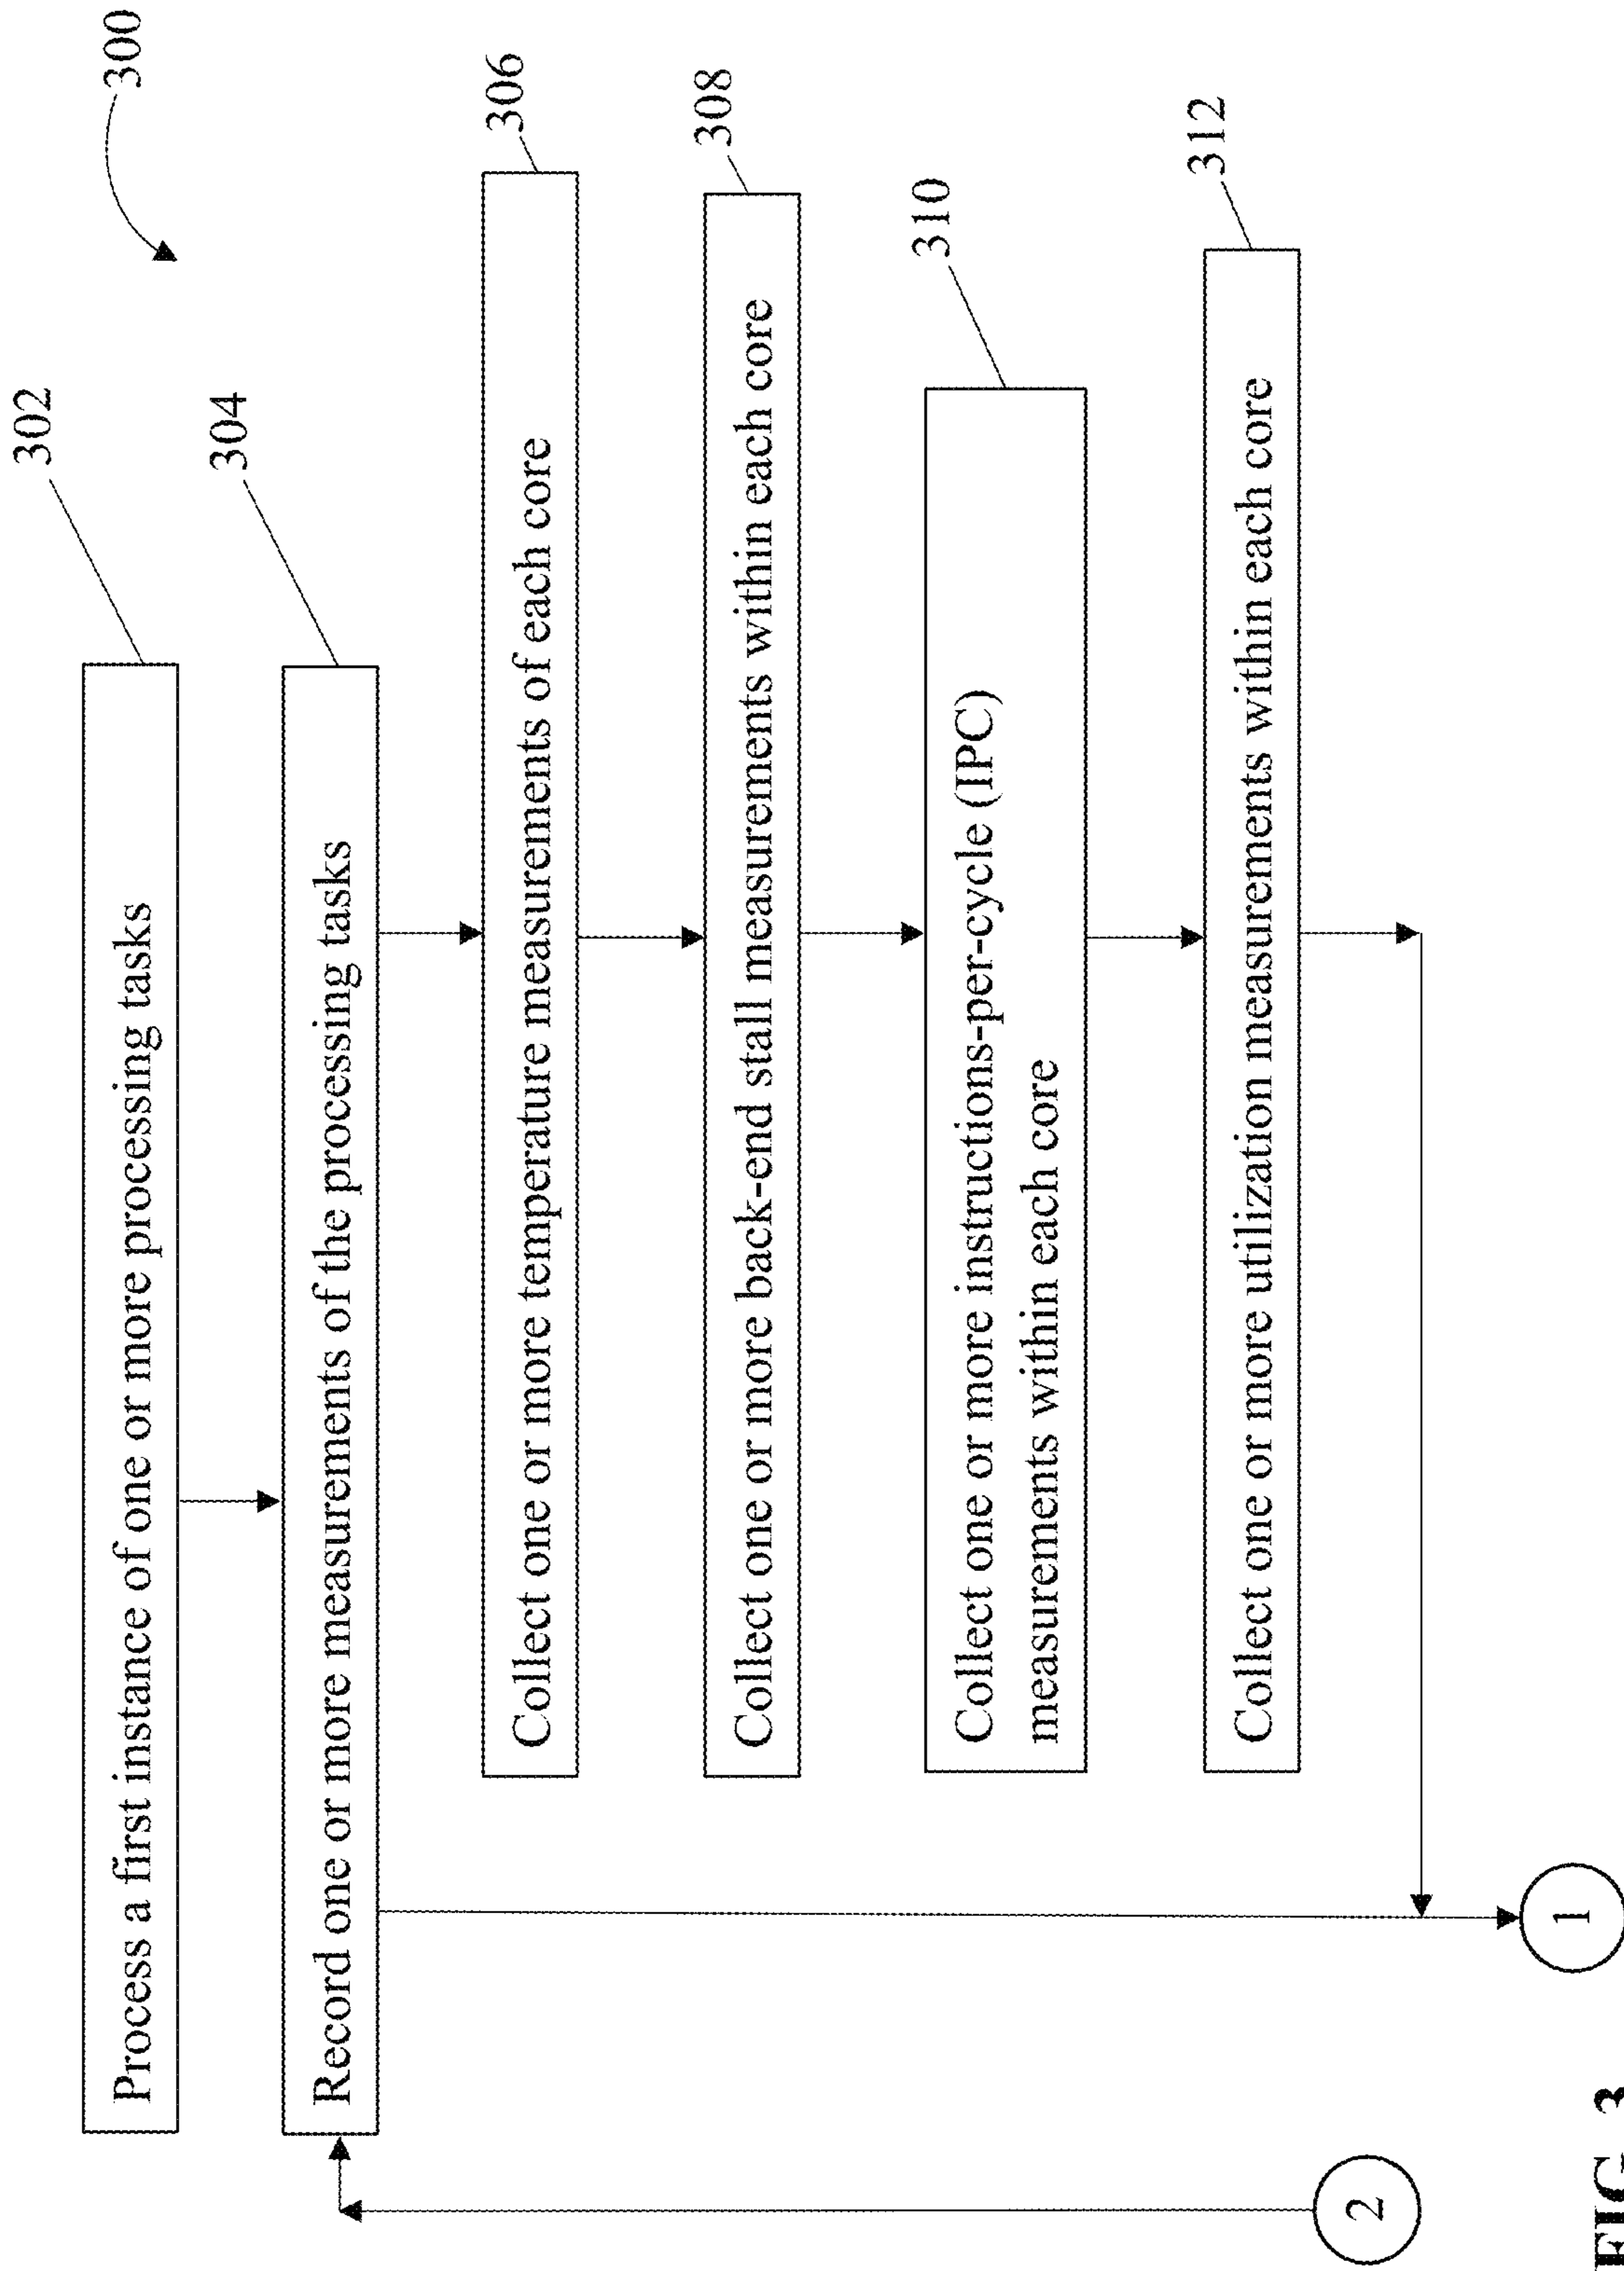 300
302
Process a first instance of one or more processing tasks
304
Record one or more measurements of the processing tasks
306
Collect one or more temperature measurements of each core
308
Collect one or more back-end stall measurements within each core
310
Collect one or more instructions-per-cycle (IPC)
measurements within each core
312
Collect one or more utilization measurements within each core
2
1
FIG. 3